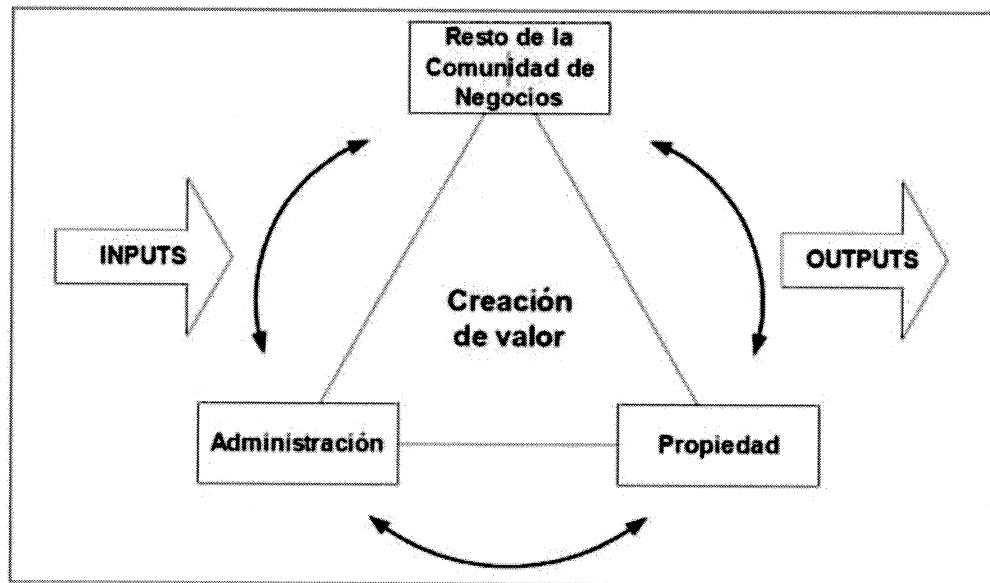 Resto de la
Comunidad de
Negocios
INPUTS
OUTPUTS
Creación
de valor
Administración
Propiedad